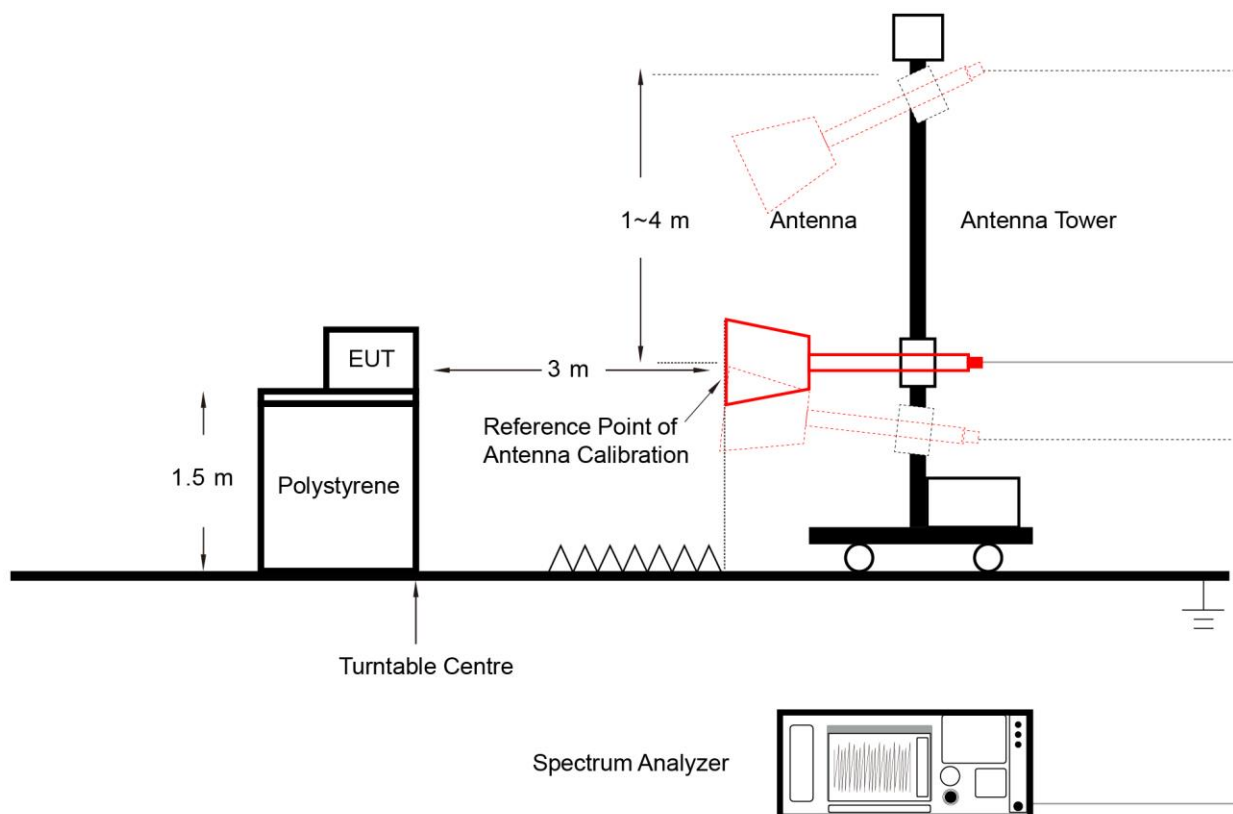 1~4 m
Antenna
Antenna Tower
EUT
3 m
Reference Point of
Antenna Calibration
1.5 m
Polystyrene
Turntable Centre
Spectrum Analyzer